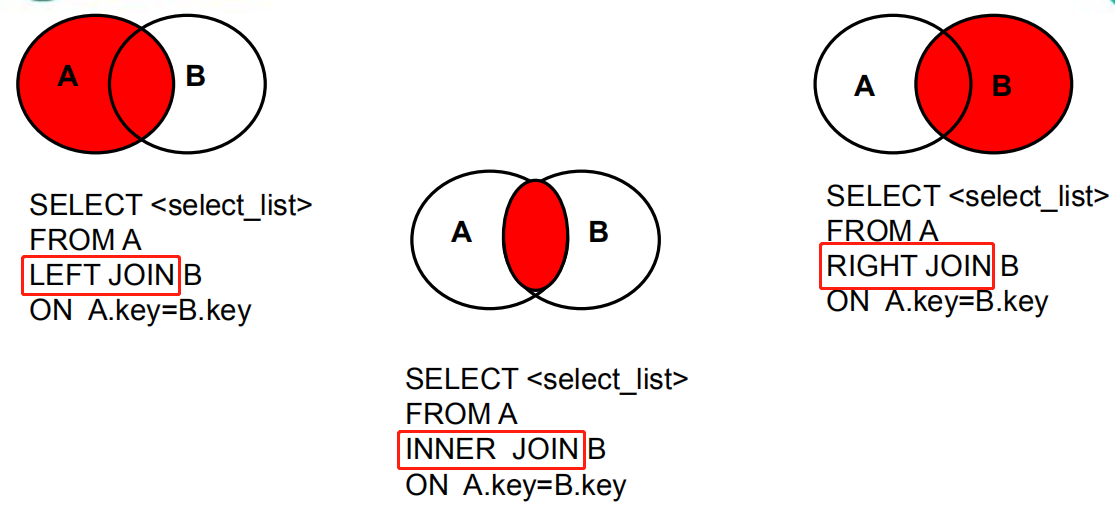 A
B
SELECT <select_list>
FROM A
LEFT JOIN B
ON  A.key=B.key
A
B
SELECT <select_list>
FROM A
INNER  JOIN B
ON  A.key=B.key
A
B
SELECT <select_list>
FROM A
RIGHT JOIN B
ON  A.key=B.key